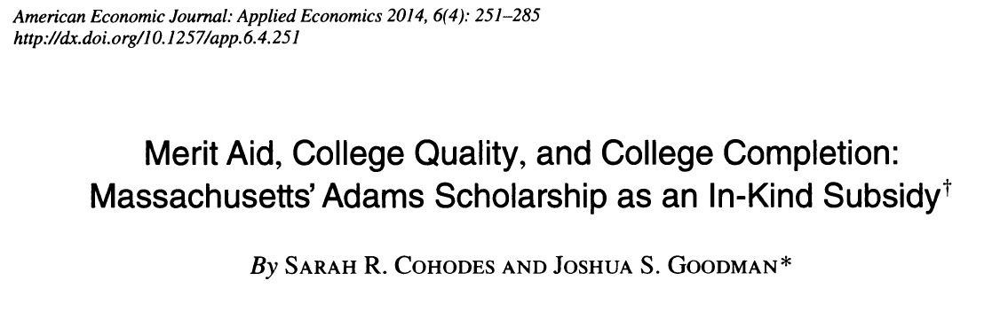 American Economic Journal: Applied Economics 2014, 6(4): 251–285
http://dx.doi.org/10.1257/app.6.4.251
Merit Aid, College Quality, and College Completion:
Massachusetts’ Adams Scholarship as an In-Kind Subsidy†
By SARAH R. COHODES AND JOSHUA S. GOODMAN*